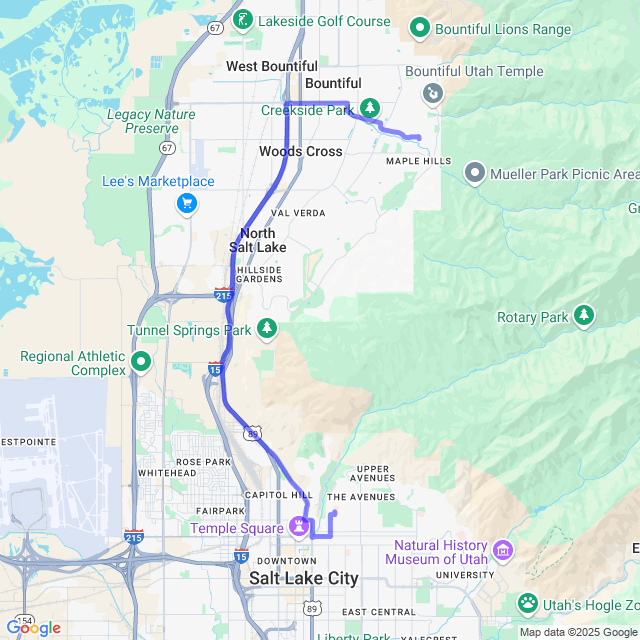 Lakeside Golf Course
67
Bountiful Lions Range
West Bountiful
Bountiful
Bountiful Utah Temple
Legacy Nature
Preserve
Creekside Park
67
Woods Cross
MAPLE HILLS
Lee's Marketplace
Mueller Park Picnic Area
VAL VERDA
G
North
Salt Lake
HILLSIDE
GARDENS
215
Tunnel Springs Park
Rotary Park
Regional Athletic
Complex
15
89
ESTPOINTE
ROSE PARK
WHITEHEAD
UPPER
AVENUES
CAPITOL HILL
THE AVENUES
FAIRPARK
Temple Square
215
15
Natural History
Museum of Utah
DOWNTOWN
Salt Lake City
UNIVERSITY
154
89
EAST CENTRAL
Utah's Hogle Zo
Google
Liberty Park
YALECREST
Map data ©2025 Google